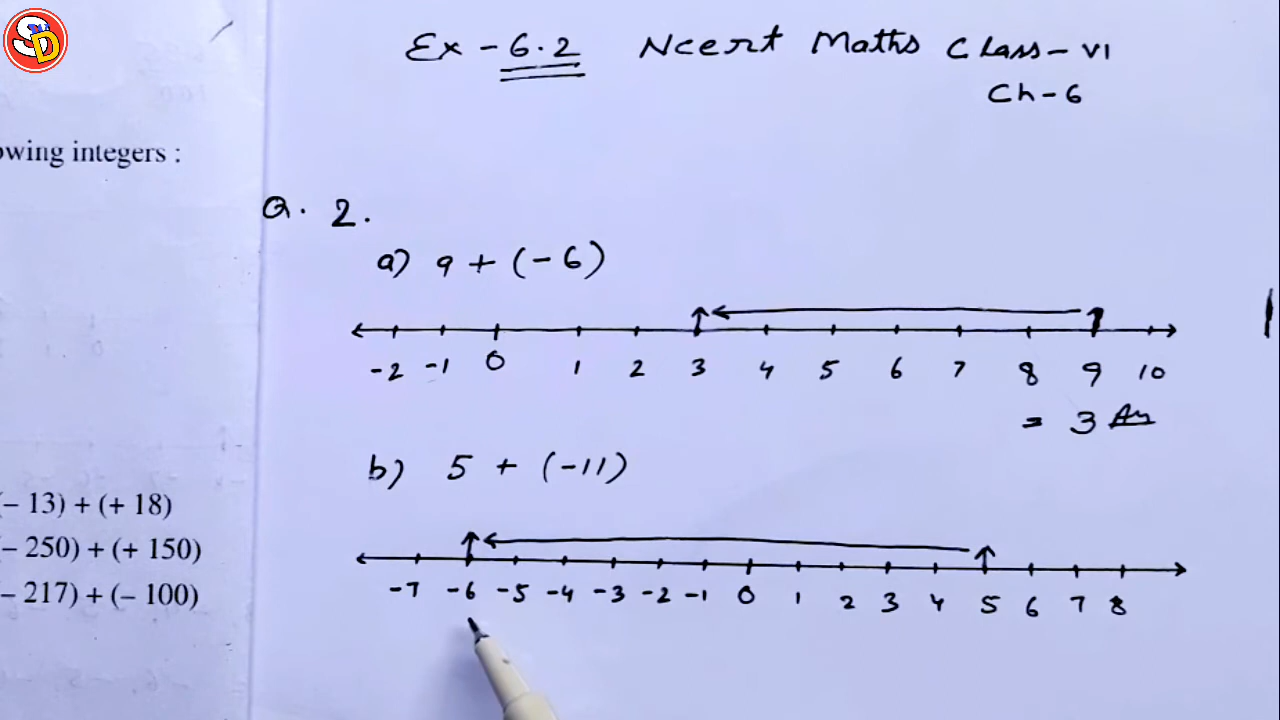 SD
Ex - 6.2 Ncert Maths Class - VI
Ch - 6
owing integers :
Q. 2.
a) 9 + (-6)
-2 -1 0 1 2 3 4 5 6 7 8 9 10
= 3 Ans
b) 5 + (-11)
(– 13) + (+ 18)
– 250) + (+ 150)
– 217) + (– 100)
-7 -6 -5 -4 -3 -2 -1 0 1 2 3 4 5 6 7 8